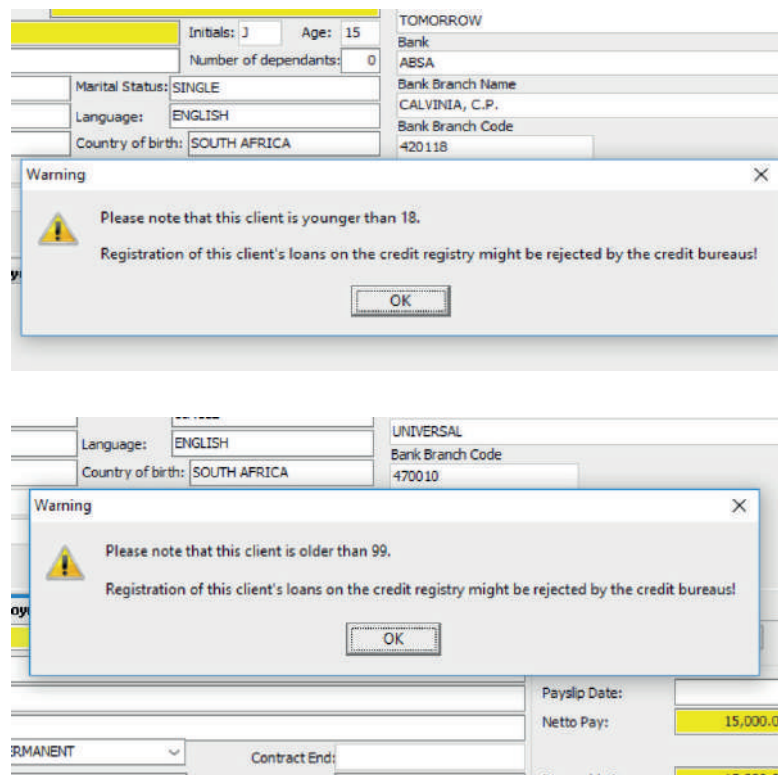 TOMORROW
Initials: J Age: 15
Bank
Number of dependants: 0
ABSA
Marital Status: SINGLE
Bank Branch Name
Language: ENGLISH
CALVINIA, C.P.
Bank Branch Code
Country of birth: SOUTH AFRICA
420118
Warning
Please note that this client is younger than 18.
Registration of this client's loans on the credit registry might be rejected by the credit bureaus!
OK
UNIVERSAL
Language: ENGLISH
Bank Branch Code
Country of birth: SOUTH AFRICA
470010
Warning
Please note that this client is older than 99.
Registration of this client's loans on the credit registry might be rejected by the credit bureaus!
OK
Payslip Date:
Netto Pay: 15,000.0
RMANENT
Contract End: